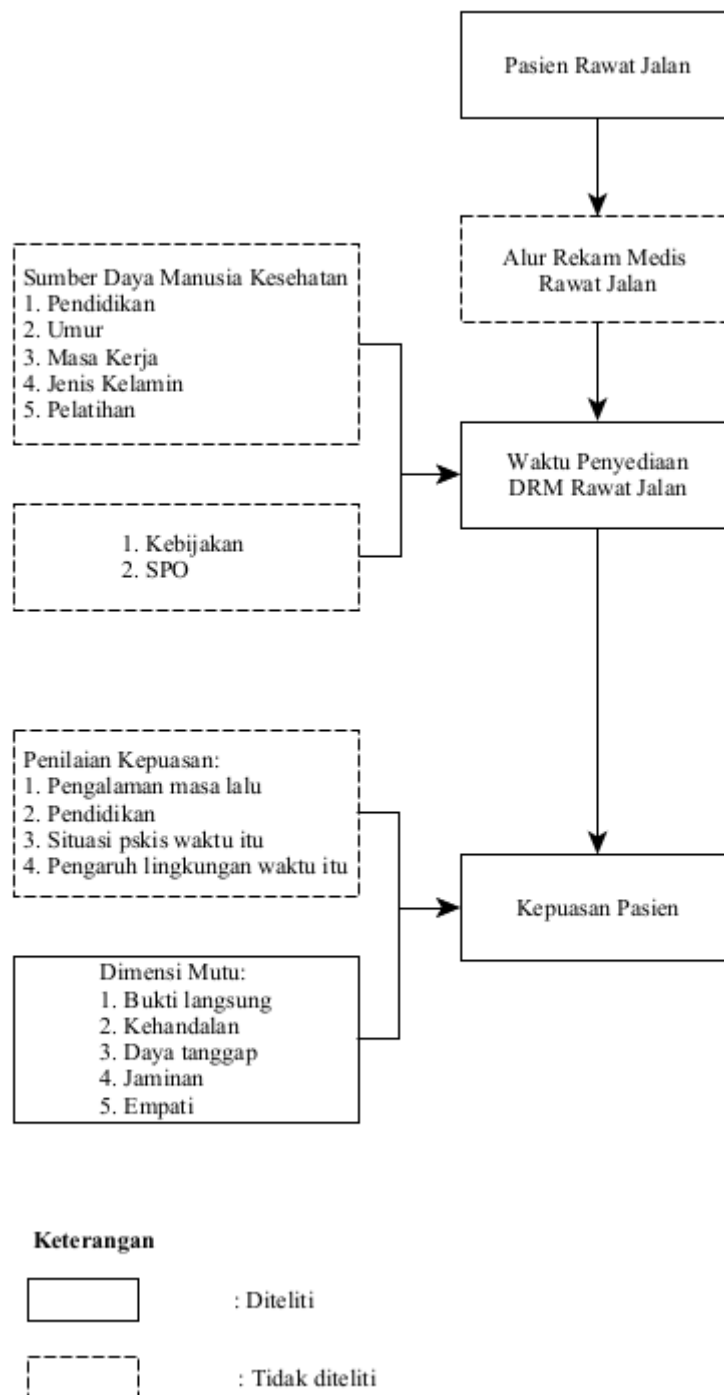 Pasien Rawat Jalan
Alur Rekam Medis
Rawat Jalan
Sumber Daya Manusia Kesehatan
1. Pendidikan
2. Umur
3. Masa Kerja
4. Jenis Kelamin
5. Pelatihan
Waktu Penyediaan
DRM Rawat Jalan
1. Kebijakan
2. SPO
Penilaian Kepuasan:
1. Pengalaman masa lalu
2. Pendidikan
3. Situasi pskis waktu itu
4. Pengaruh lingkungan waktu itu
Kepuasan Pasien
Dimensi Mutu:
1. Bukti langsung
2. Kehandalan
3. Daya tanggap
4. Jaminan
5. Empati
Keterangan
: Diteliti
: Tidak diteliti